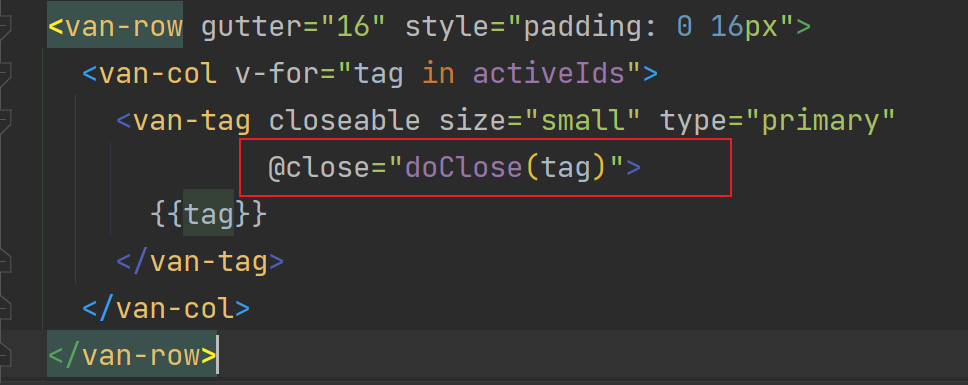 <van-row gutter="16" style="padding: 0 16px">
<van-col v-for="tag in activeIds">
<van-tag closeable size="small" type="primary"
@close="doClose(tag)">
{{tag}}
</van-tag>
</van-col>
</van-row>